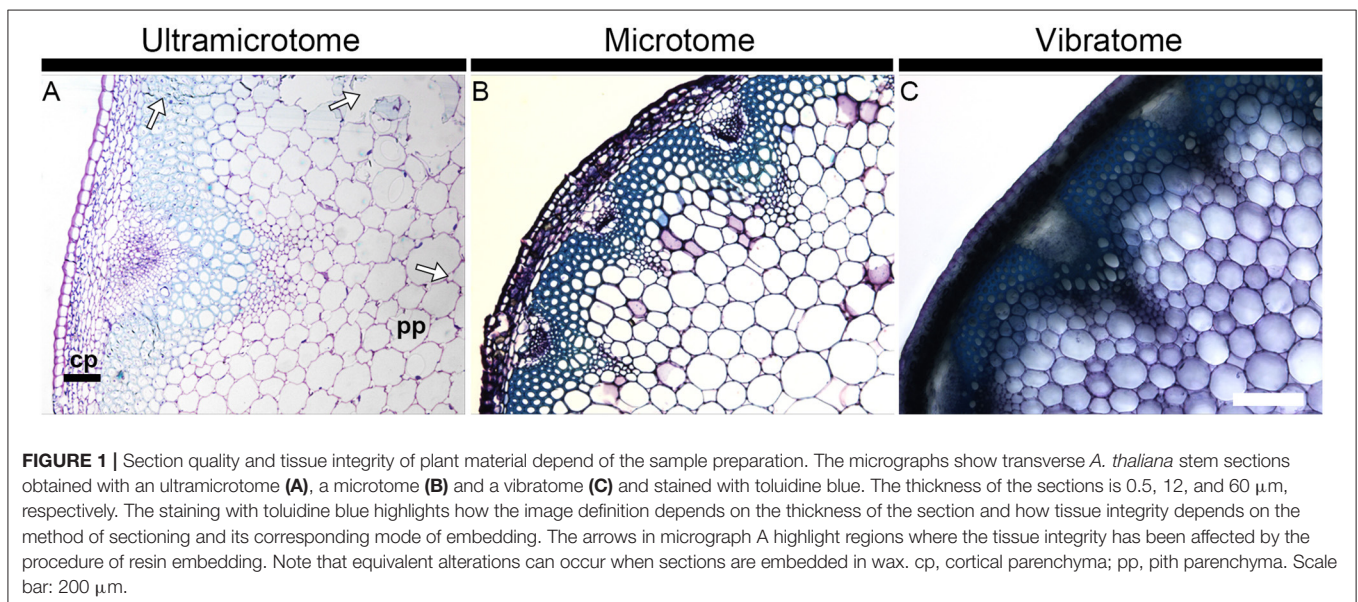 Ultramicrotome
Microtome
Vibratome
A
B
C
pp
cp
FIGURE 1 | Section quality and tissue integrity of plant material depend of the sample preparation. The micrographs show transverse A. thaliana stem sections
obtained with an ultramicrotome (A), a microtome (B) and a vibratome (C) and stained with toluidine blue. The thickness of the sections is 0.5, 12, and 60 μm,
respectively. The staining with toluidine blue highlights how the image definition depends on the thickness of the section and how tissue integrity depends on the
method of sectioning and its corresponding mode of embedding. The arrows in micrograph A highlight regions where the tissue integrity has been affected by the
procedure of resin embedding. Note that equivalent alterations can occur when sections are embedded in wax. cp, cortical parenchyma; pp, pith parenchyma. Scale
bar: 200 μm.